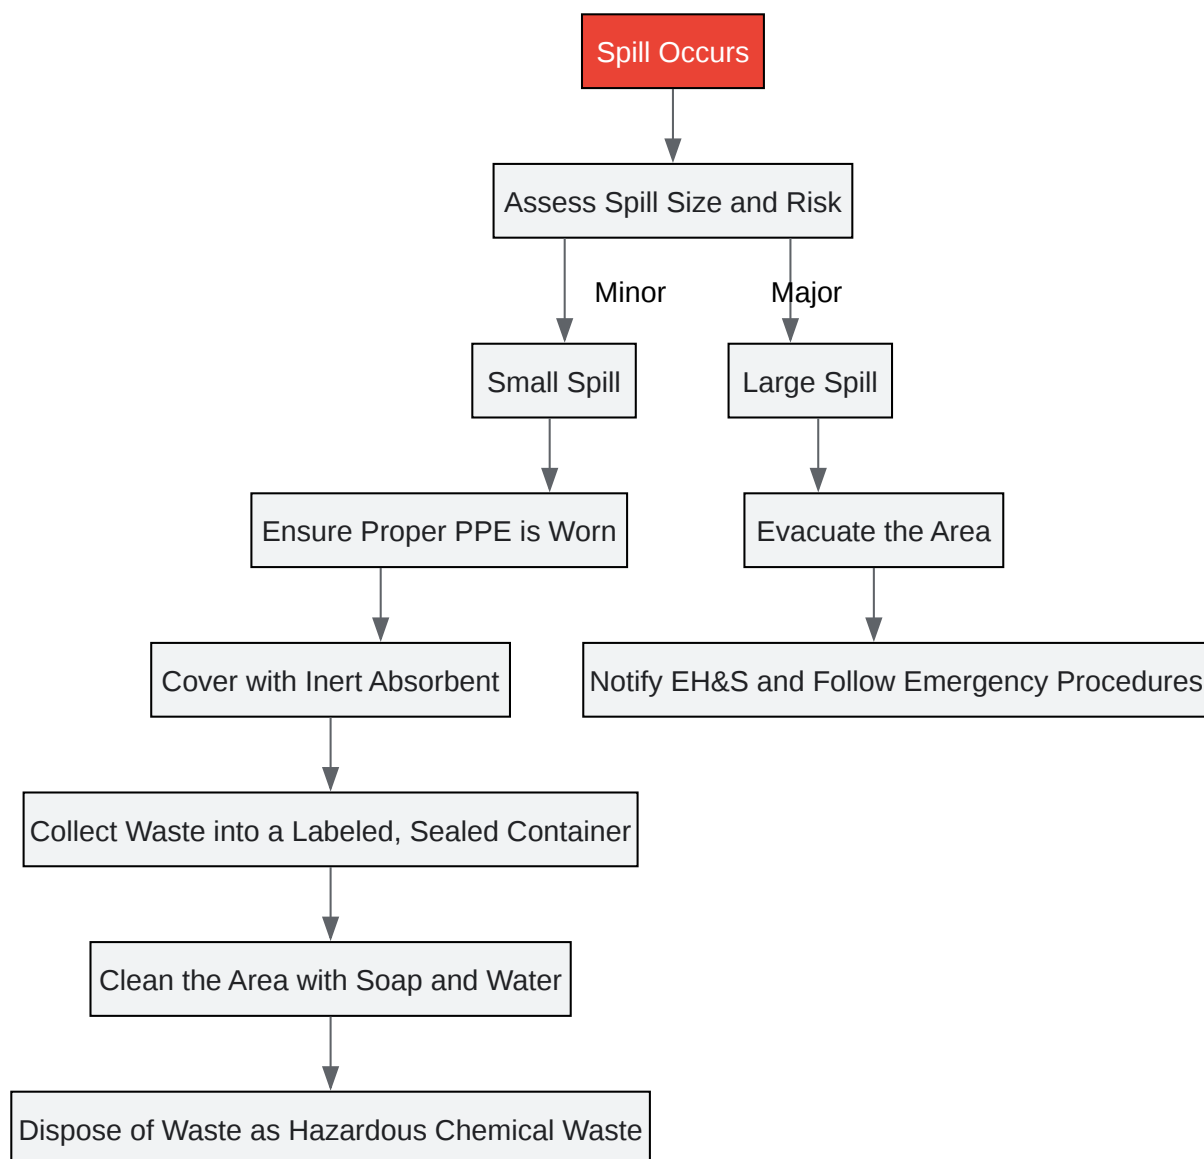 Spill Occurs
Assess Spill Size and Risk
Minor
Major
Small Spill
Large Spill
Ensure Proper PPE is Worn
Evacuate the Area
Cover with Inert Absorbent
Notify EH&S and Follow Emergency Procedures
Collect Waste into a Labeled, Sealed Container
Clean the Area with Soap and Water
Dispose of Waste as Hazardous Chemical Waste